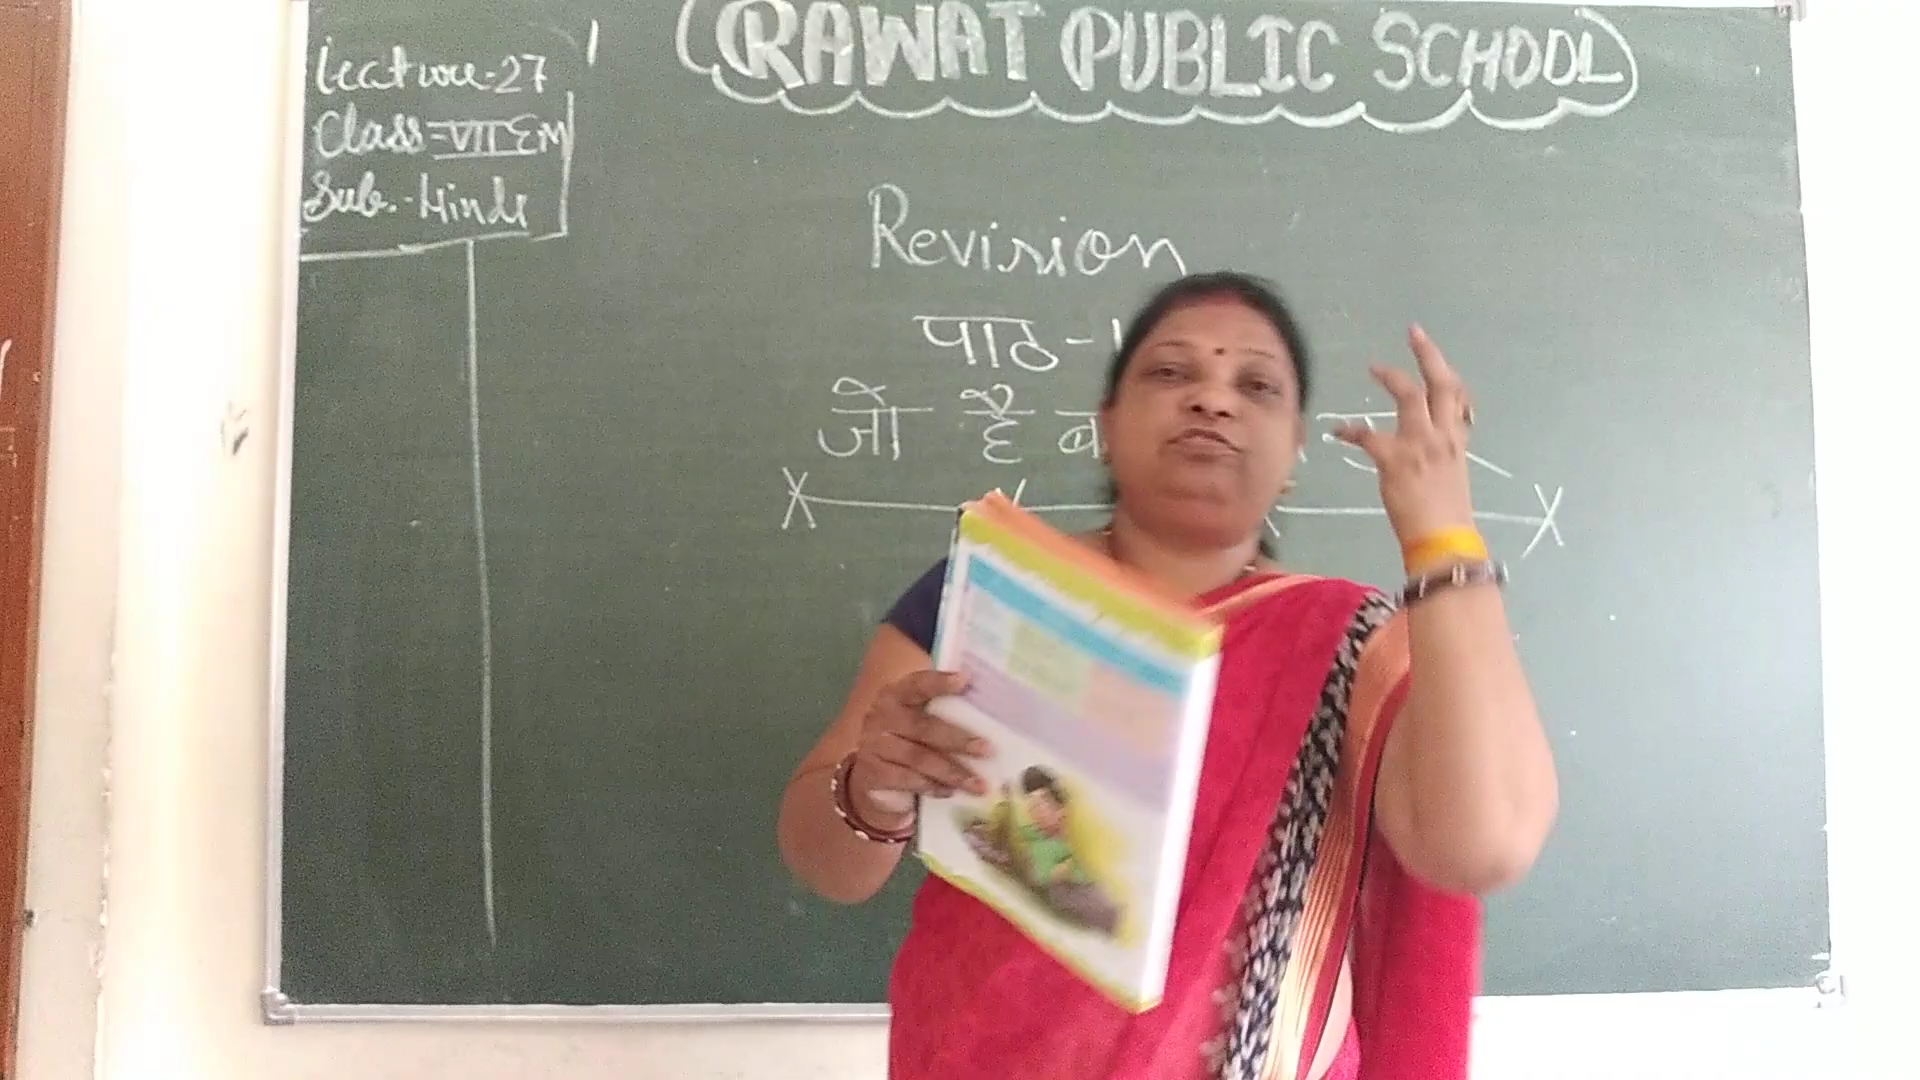 RAWAT PUBLIC SCHOOL
Lecture-27
Class-VII EM
Sub.-Hindi
Revision
पाठ-
जो है